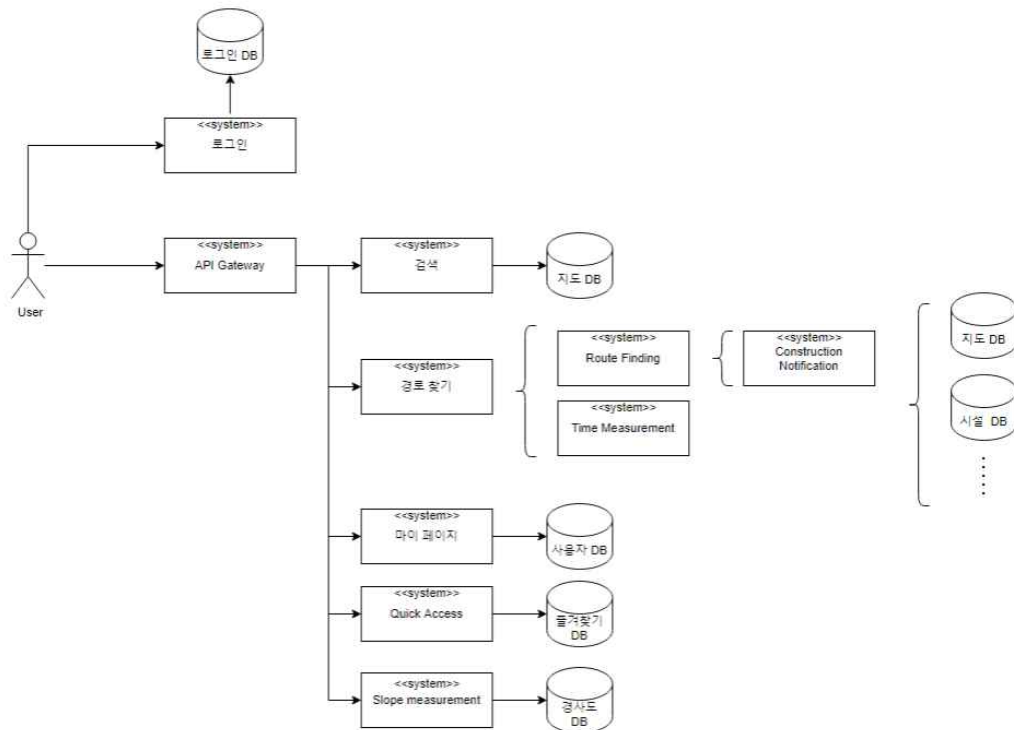 로그인 DB
<<system>>
로그인
User
<<system>>
API Gateway
<<system>>
검색
지도 DB
<<system>>
경로 찾기
<<system>>
Route Finding
<<system>>
Time Measurement
<<system>>
Construction
Notification
지도 DB
시설 DB
<<system>>
마이 페이지
사용자 DB
<<system>>
Quick Access
즐겨찾기
DB
<<system>>
Slope measurement
경사도
DB